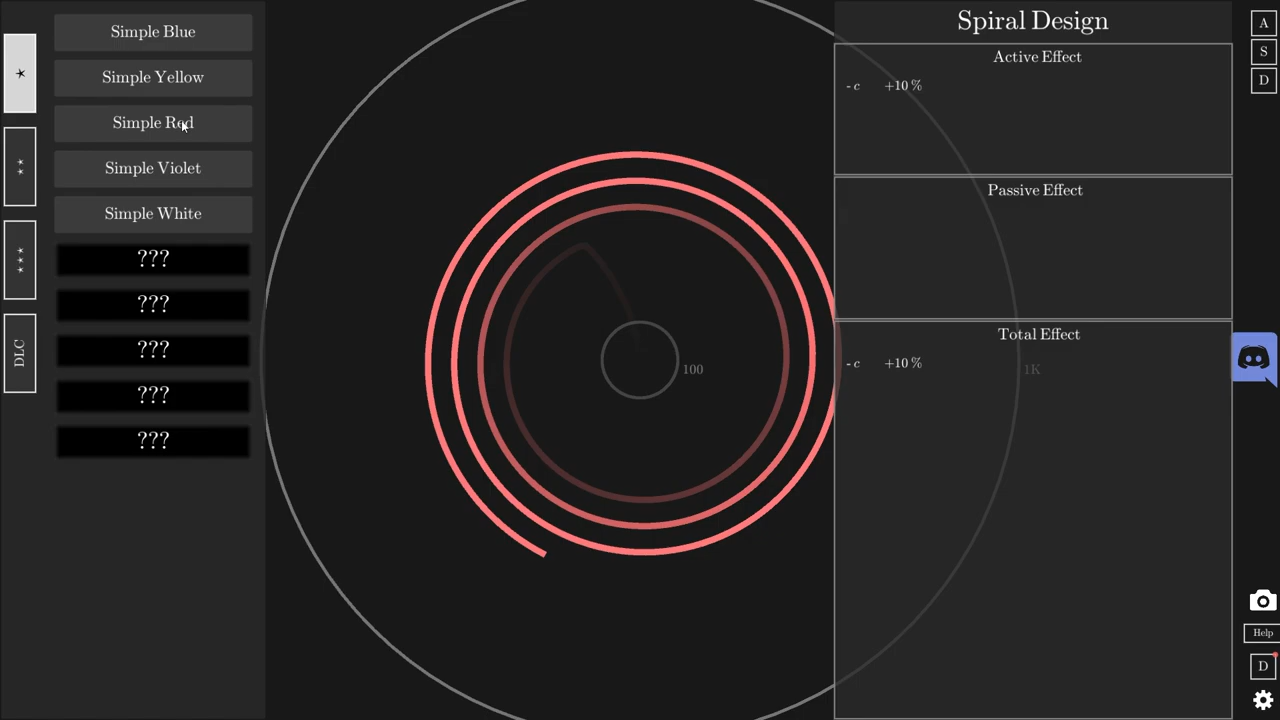 Simple Blue
Simple Yellow
Simple Red
Simple Violet
Simple White
???
???
???
???
???
★
★★
★★★
DLC
100
1K
Spiral Design
Active Effect
- c +10 %
Passive Effect
Total Effect
- c +10 %
A
S
D
Help
D